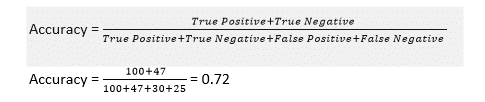 Accuracy = True Positive+True Negative / True Positive+True Negative+False Positive+False Negative
Accuracy = 100+47 / 100+47+30+25 = 0.72